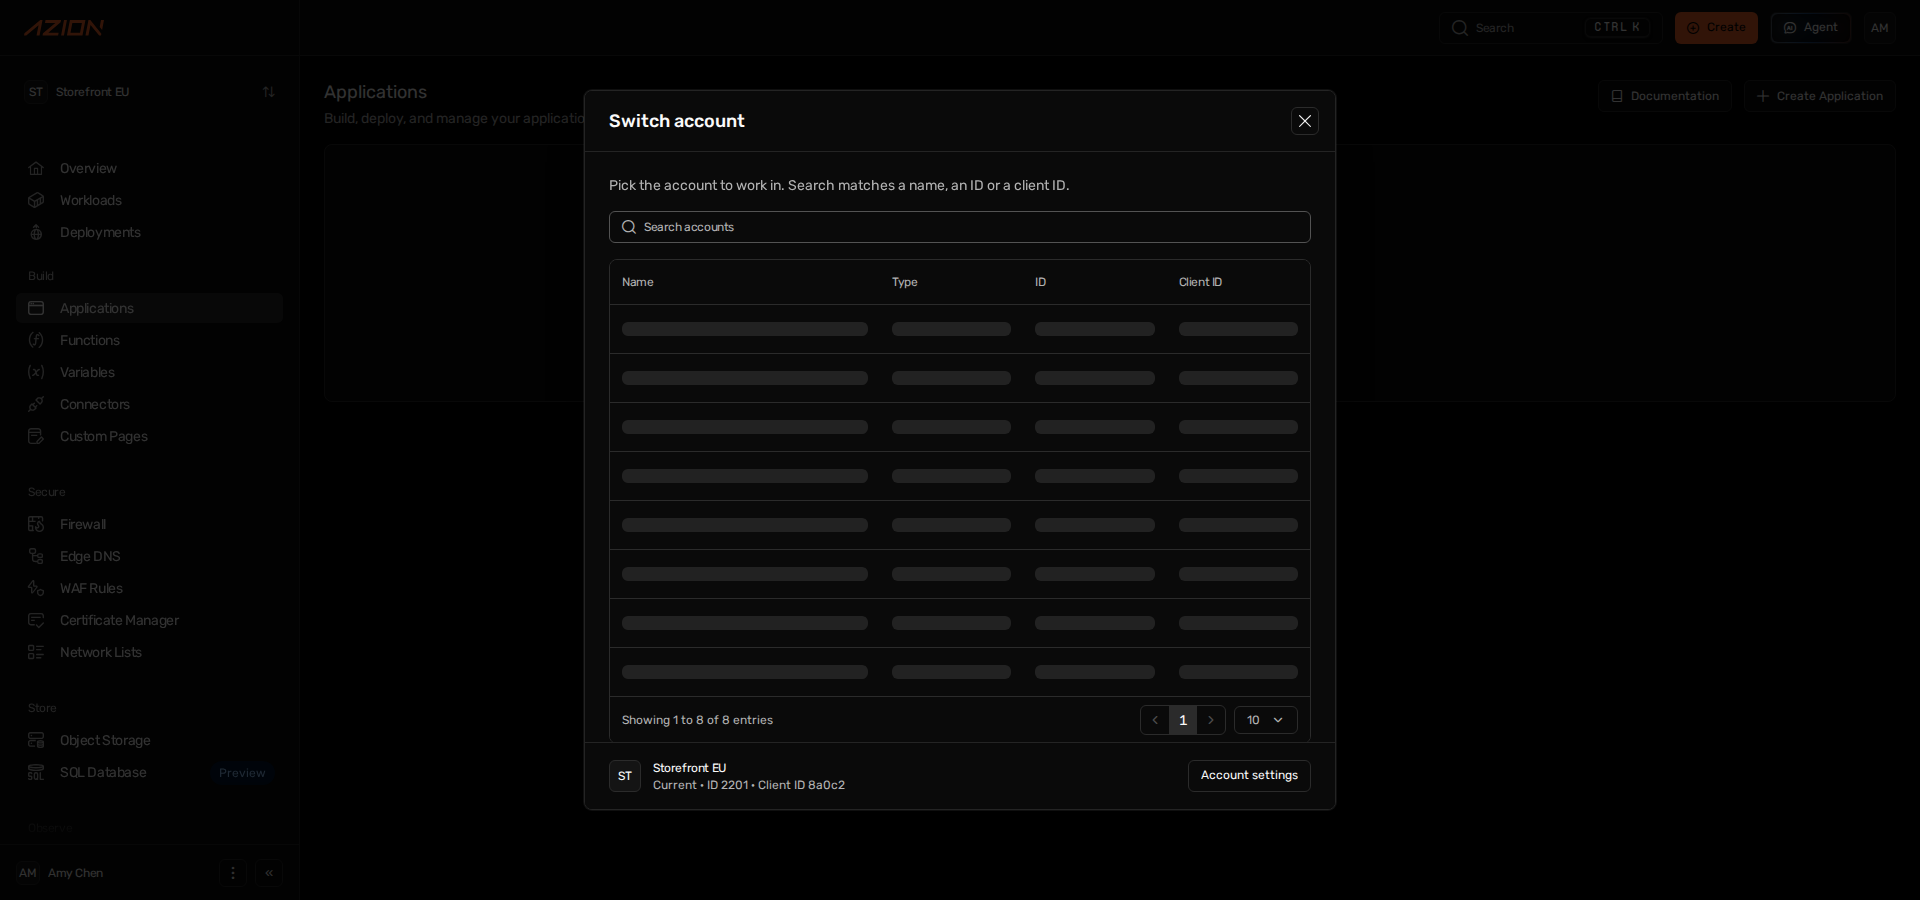 AZION
Search
CTRL K
Create
Agent
AM
ST
Storefront EU
Applications
Build, deploy, and manage your applicatio
Documentation
Create Application
Overview
Workloads
Deployments
Build
Applications
Functions
Variables
Connectors
Custom Pages
Secure
Firewall
Edge DNS
WAF Rules
Certificate Manager
Network Lists
Store
Object Storage
SQL Database
Preview
Observe
AM
Amy Chen
Switch account
Pick the account to work in. Search matches a name, an ID or a client ID.
Search accounts
Name Type ID Client ID
Showing 1 to 8 of 8 entries
1
10
ST
Storefront EU
Current • ID 2201 • Client ID 8a0c2
Account settings